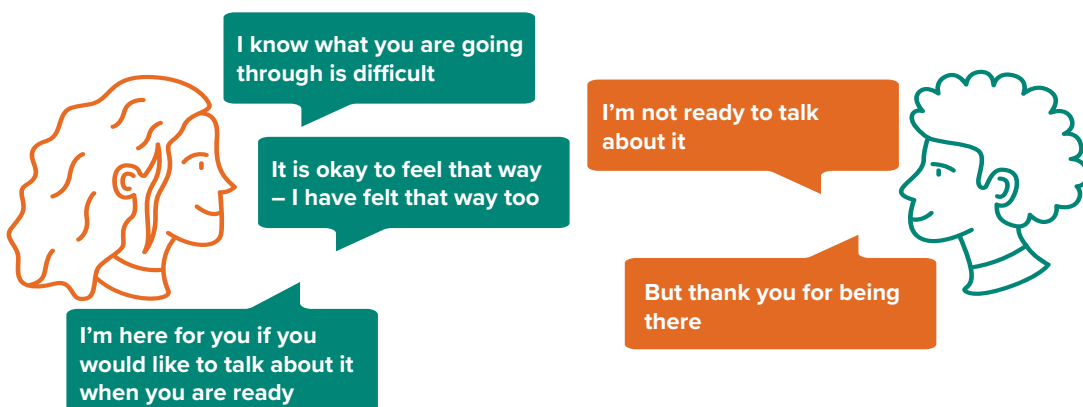 I know what you are going
through is difficult
It is okay to feel that way
– I have felt that way too
I’m here for you if you
would like to talk about it
when you are ready
I’m not ready to talk
about it
But thank you for being
there